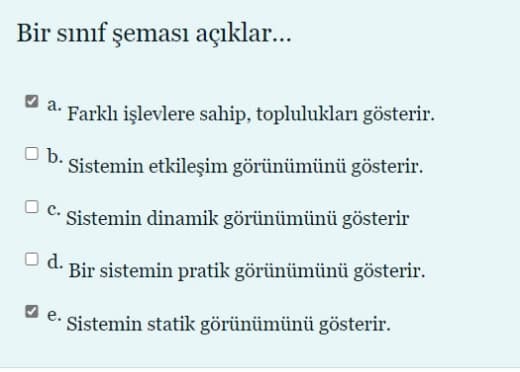 Bir sınıf şeması açıklar...
a. Farklı işlevlere sahip, toplulukları gösterir.
b. Sistemin etkileşim görünümünü gösterir.
c. Sistemin dinamik görünümünü gösterir
d. Bir sistemin pratik görünümünü gösterir.
e. Sistemin statik görünümünü gösterir.